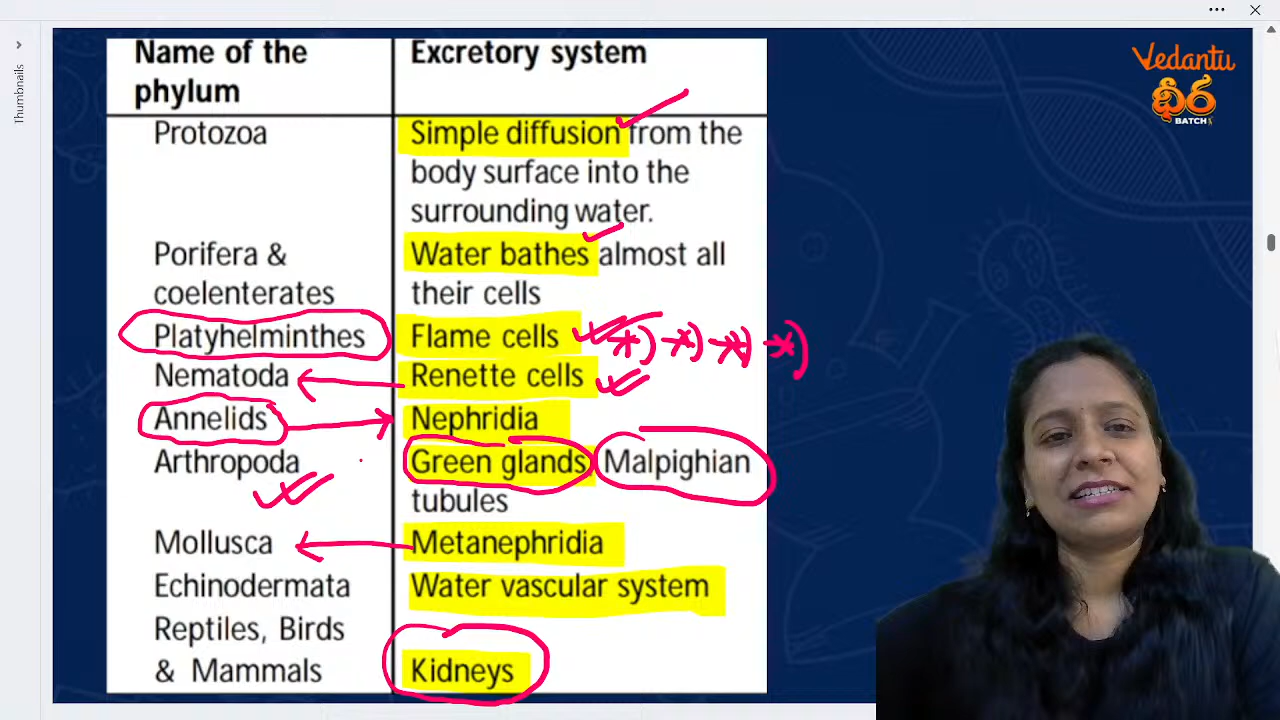 Thumbnails
Name of the phylum
Excretory system
Protozoa
Simple diffusion from the
body surface into the
surrounding water.
Porifera &
coelenterates
Water bathes almost all
their cells
Platyhelminthes
Flame cells
Nematoda
Renette cells
Annelids
Nephridia
Arthropoda
Green glands Malpighian
tubules
Mollusca
Metanephridia
Echinodermata
Water vascular system
Reptiles, Birds
& Mammals
Kidneys
Vedantu
ధీర
BATCH